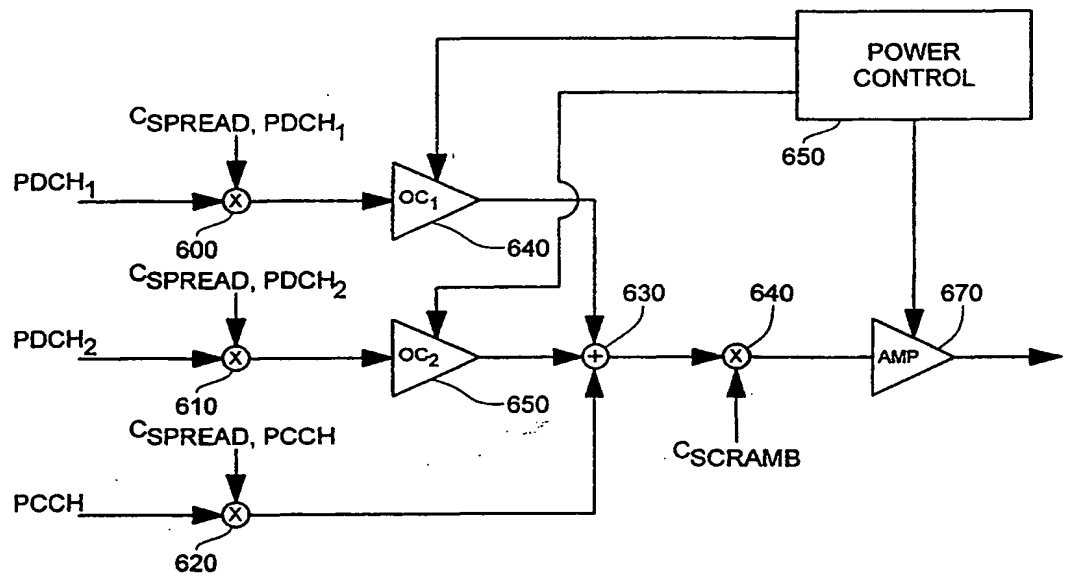 POWER
CONTROL
650
CSPREAD, PDCH1
PDCH1
X
OC1
600
640
CSPREAD, PDCH2
630
640
670
PDCH2
X
OC2
+
X
AMP
610
650
CSPREAD, PCCH
CSCRAMB
PCCH
X
620